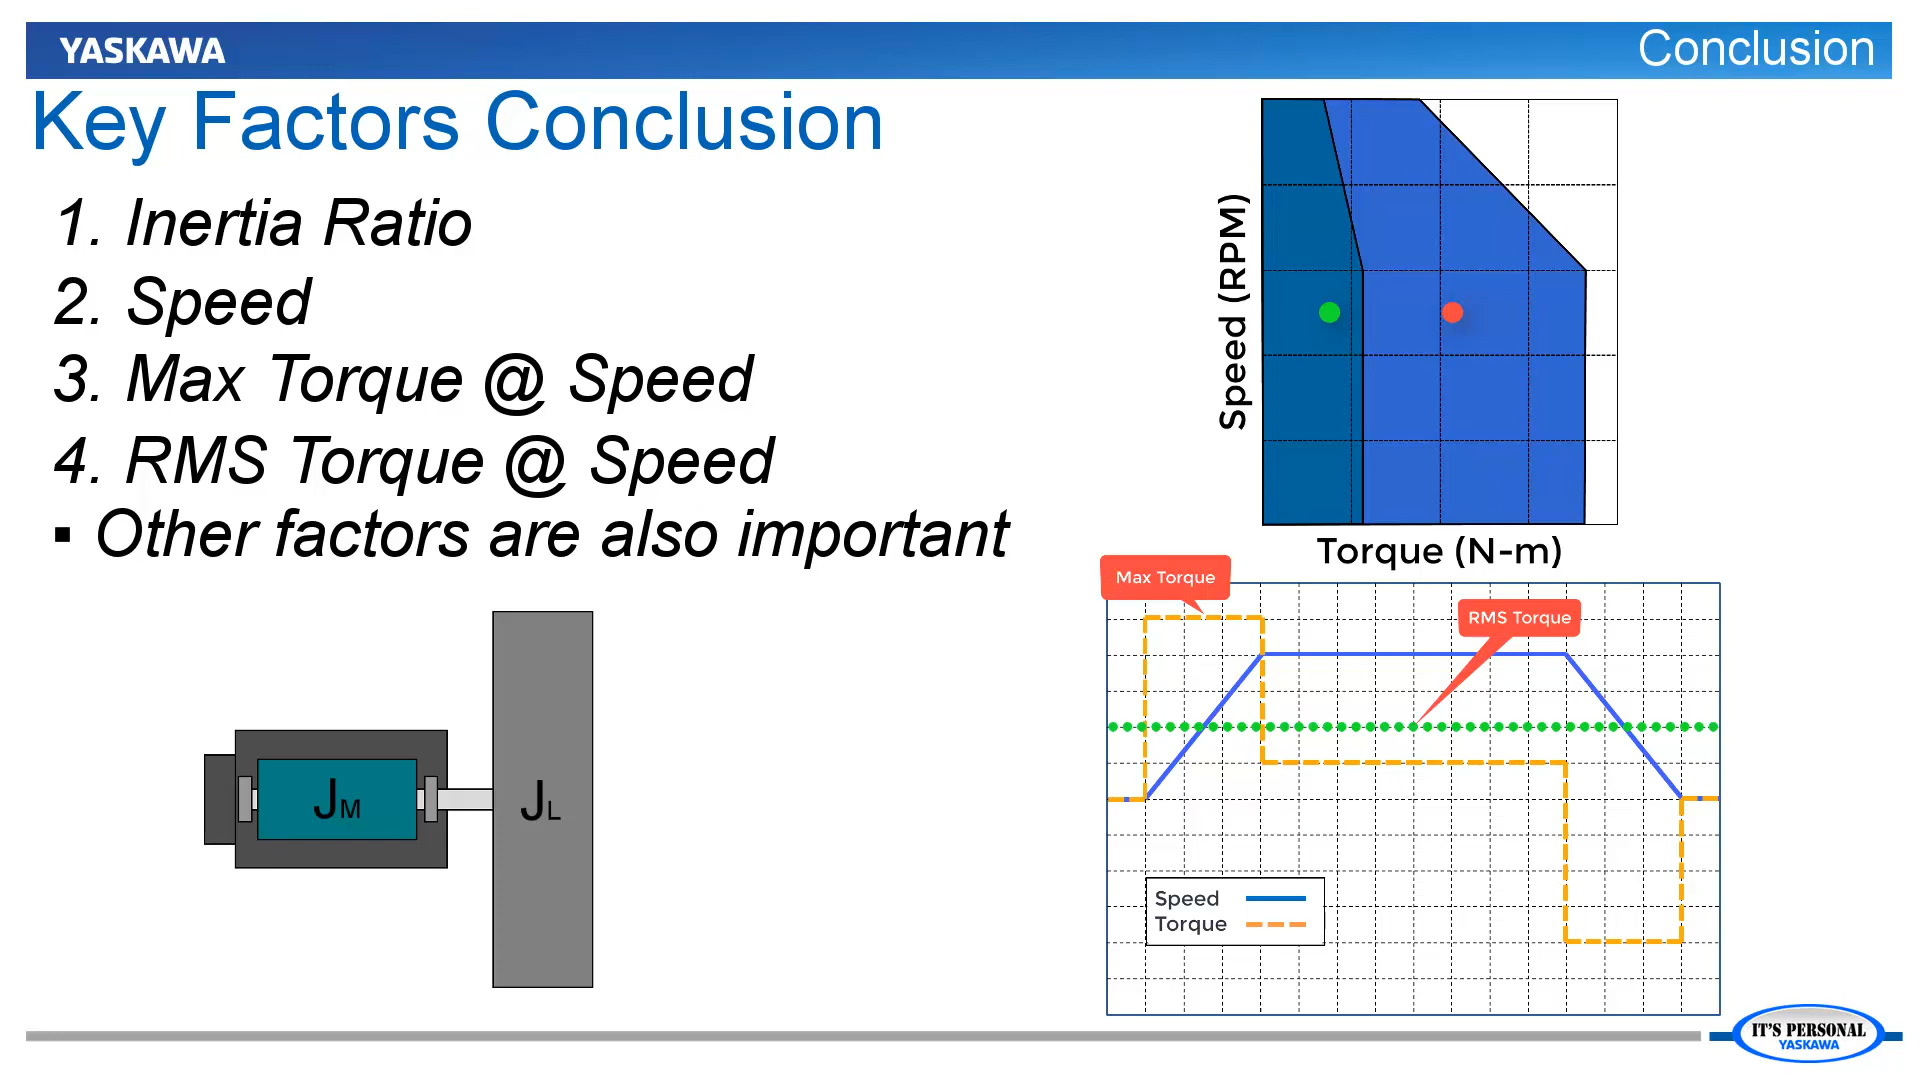 YASKAWA
Conclusion
Key Factors Conclusion
1. Inertia Ratio
2. Speed
3. Max Torque @ Speed
4. RMS Torque @ Speed
▪ Other factors are also important
Speed (RPM)
Torque (N-m)
Max Torque
RMS Torque
Speed
Torque
JM
JL
IT'S PERSONAL
YASKAWA